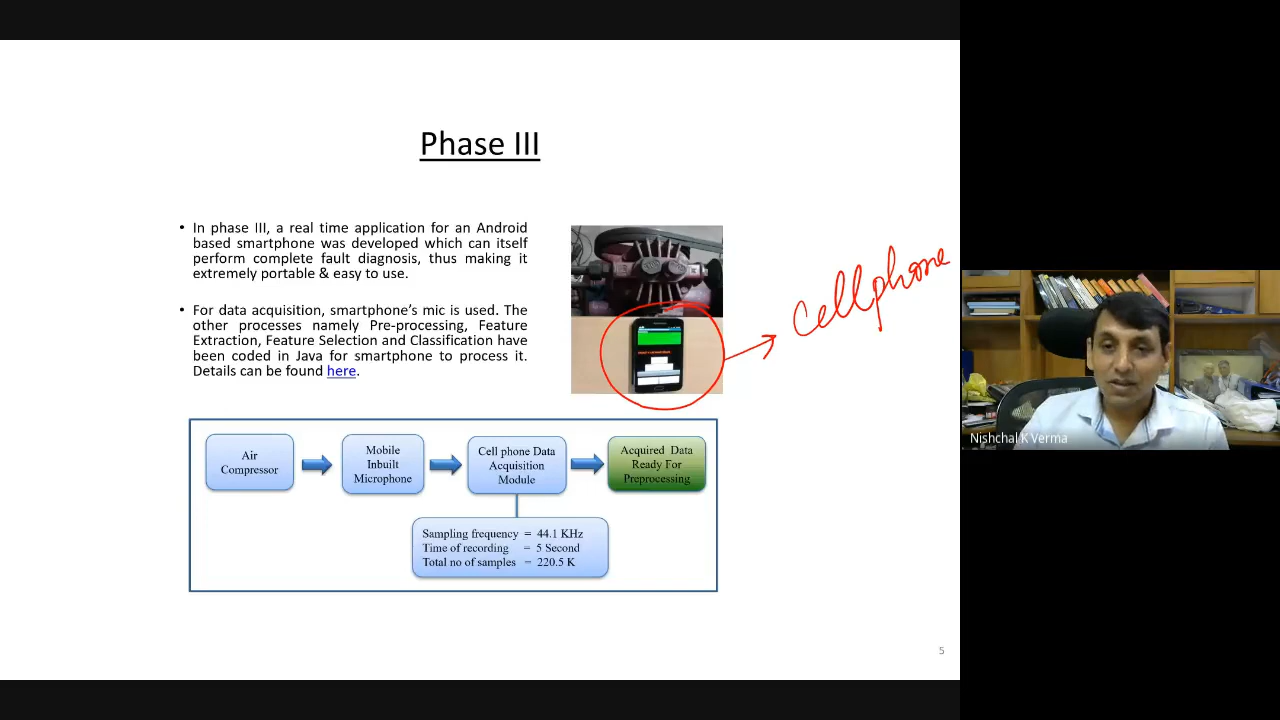 Phase III
• In phase III, a real time application for an Android
based smartphone was developed which can itself
perform complete fault diagnosis, thus making it
extremely portable & easy to use.
• For data acquisition, smartphone's mic is used. The
other processes namely Pre-processing, Feature
Extraction, Feature Selection and Classification have
been coded in Java for smartphone to process it.
Details can be found here.
Cellphone
Air
Compressor
Mobile
Inbuilt
Microphone
Cell phone Data
Acquisition
Module
Acquired Data
Ready For
Preprocessing
Sampling frequency = 44.1 KHz
Time of recording = 5 Second
Total no of samples = 220.5 K
5
Nishchal K Verma